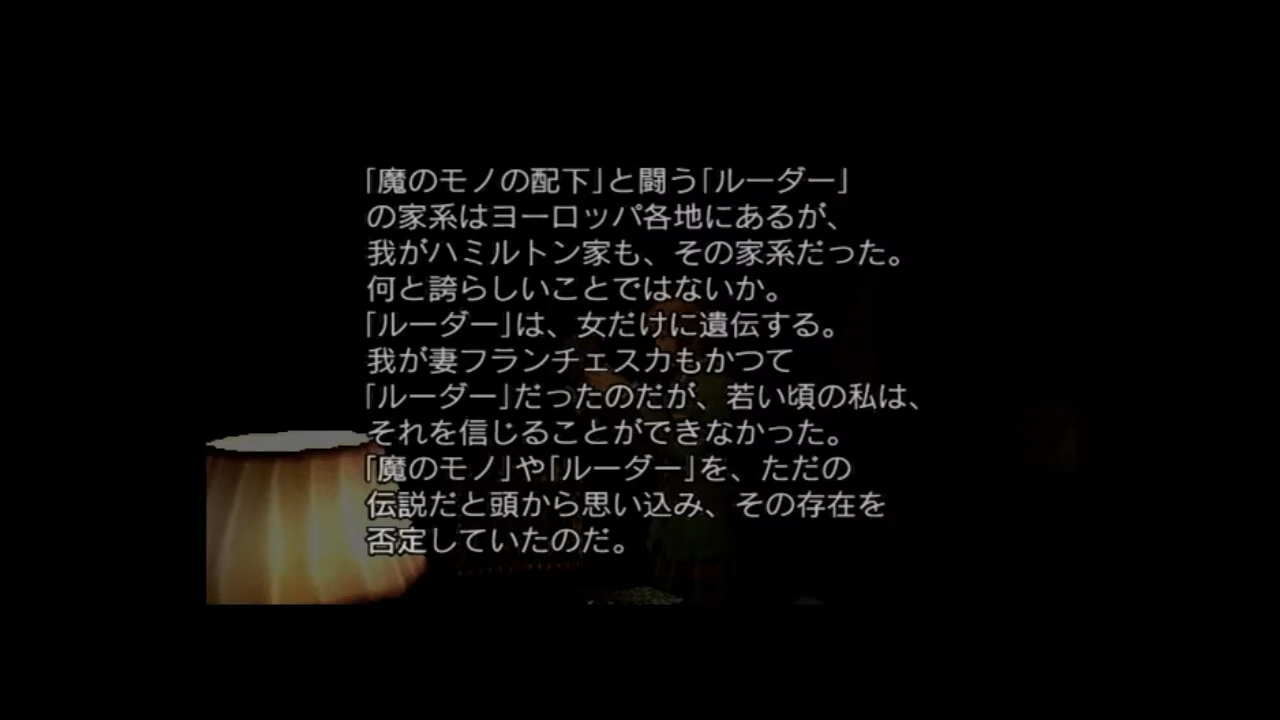 「魔のモノの配下」と闘う「ルーダー」
の家系はヨーロッパ各地にあるが、
我がハミルトン家も、その家系だった。
何と誇らしいことではないか。
「ルーダー」は、女だけに遺伝する。
我が妻フランチェスカもかつて
「ルーダー」だったのだが、若い頃の私は、
それを信じることができなかった。
「魔のモノ」や「ルーダー」を、ただの
伝説だと頭から思い込み、その存在を
否定していたのだ。